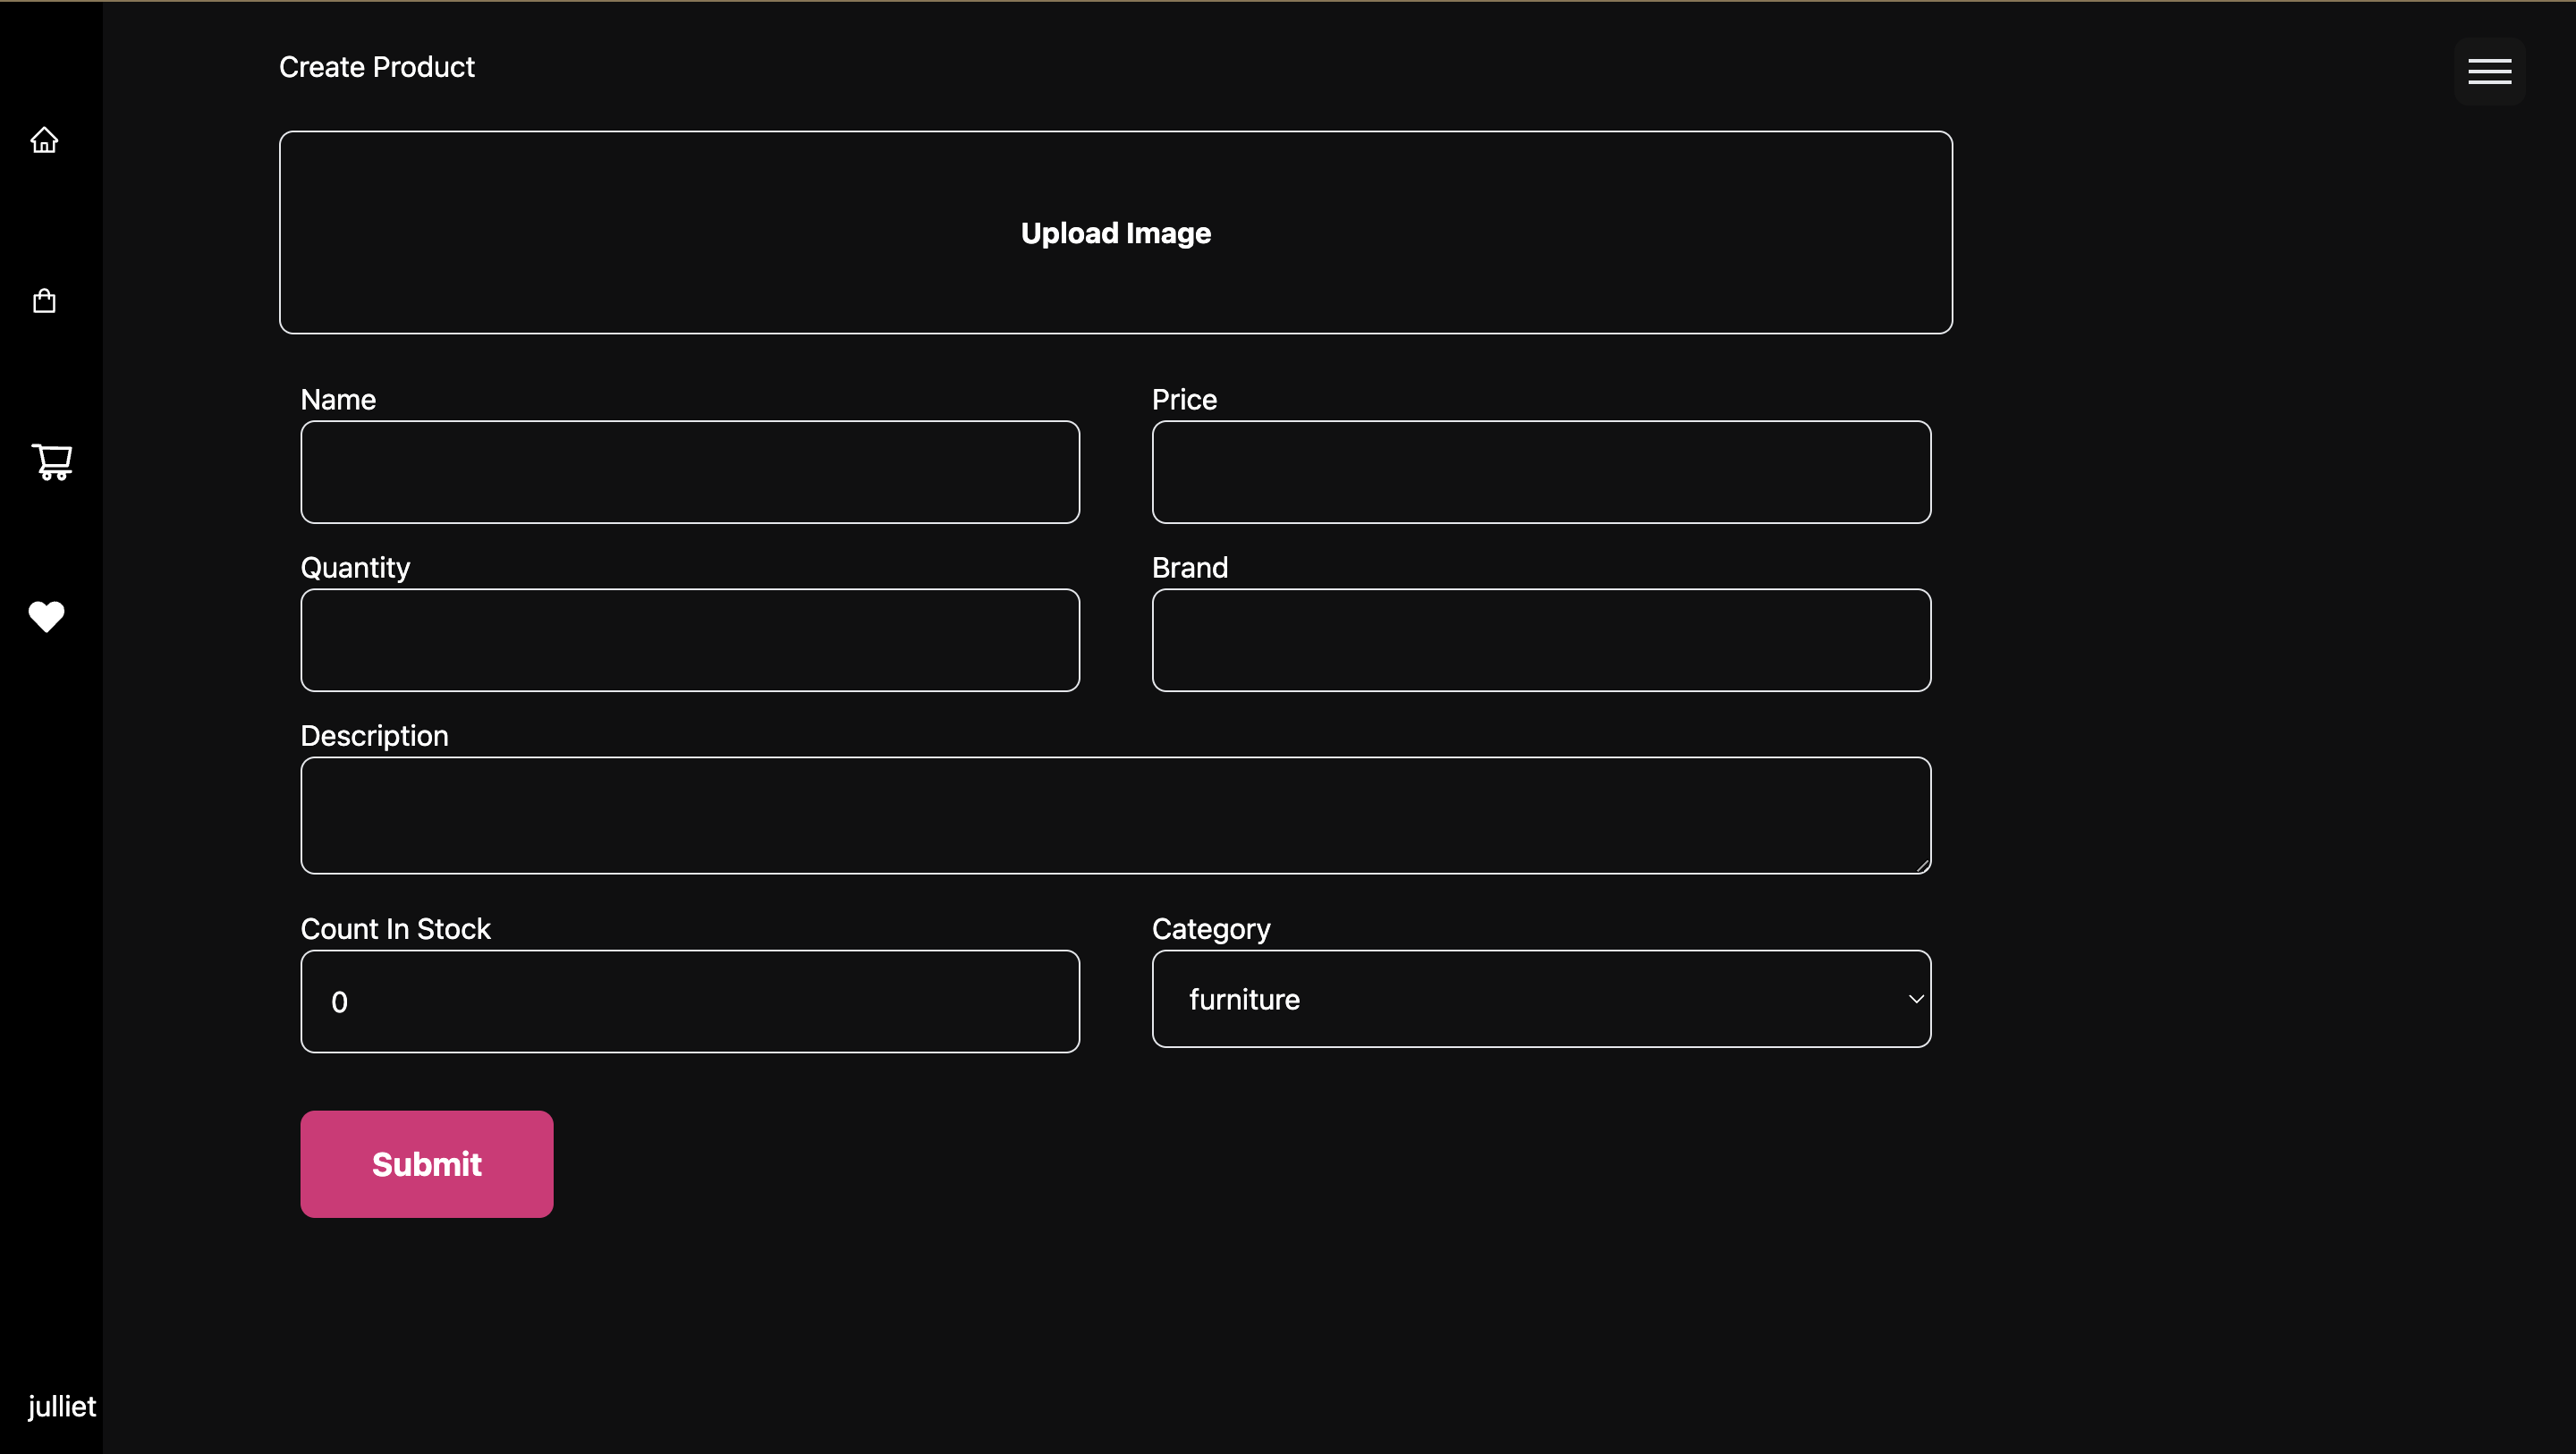 Create Product
Upload Image
Name
Price
Quantity
Brand
Description
Count In Stock
Category
0
furniture
Submit
julliet